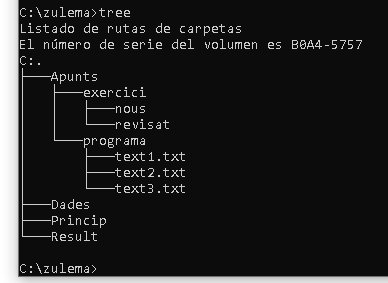 C:\zulema>tree
Listado de rutas de carpetas
El número de serie del volumen es B0A4-5757
C:.
├───Apunts
│   ├───exercici
│   │   ├───nous
│   │   └───revisat
│   └───programa
│       ├───text1.txt
│       ├───text2.txt
│       └───text3.txt
├───Dades
├───Princip
└───Result
C:\zulema>